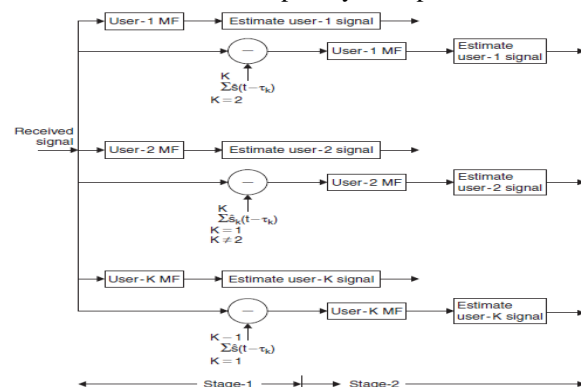 User-1 MF Estimate user-1 signal
User-1 MF Estimate user-1 signal
K
Σŝ(t−τₖ)
K = 2
Received signal
User-2 MF Estimate user-2 signal
User-2 MF Estimate user-2 signal
K
Σŝₖ(t−τₖ)
K = 1
K ≠ 2
User-K MF Estimate user-K signal
User-K MF Estimate user-K signal
K − 1
Σŝ(t−τₖ)
K = 1
Stage-1 Stage-2